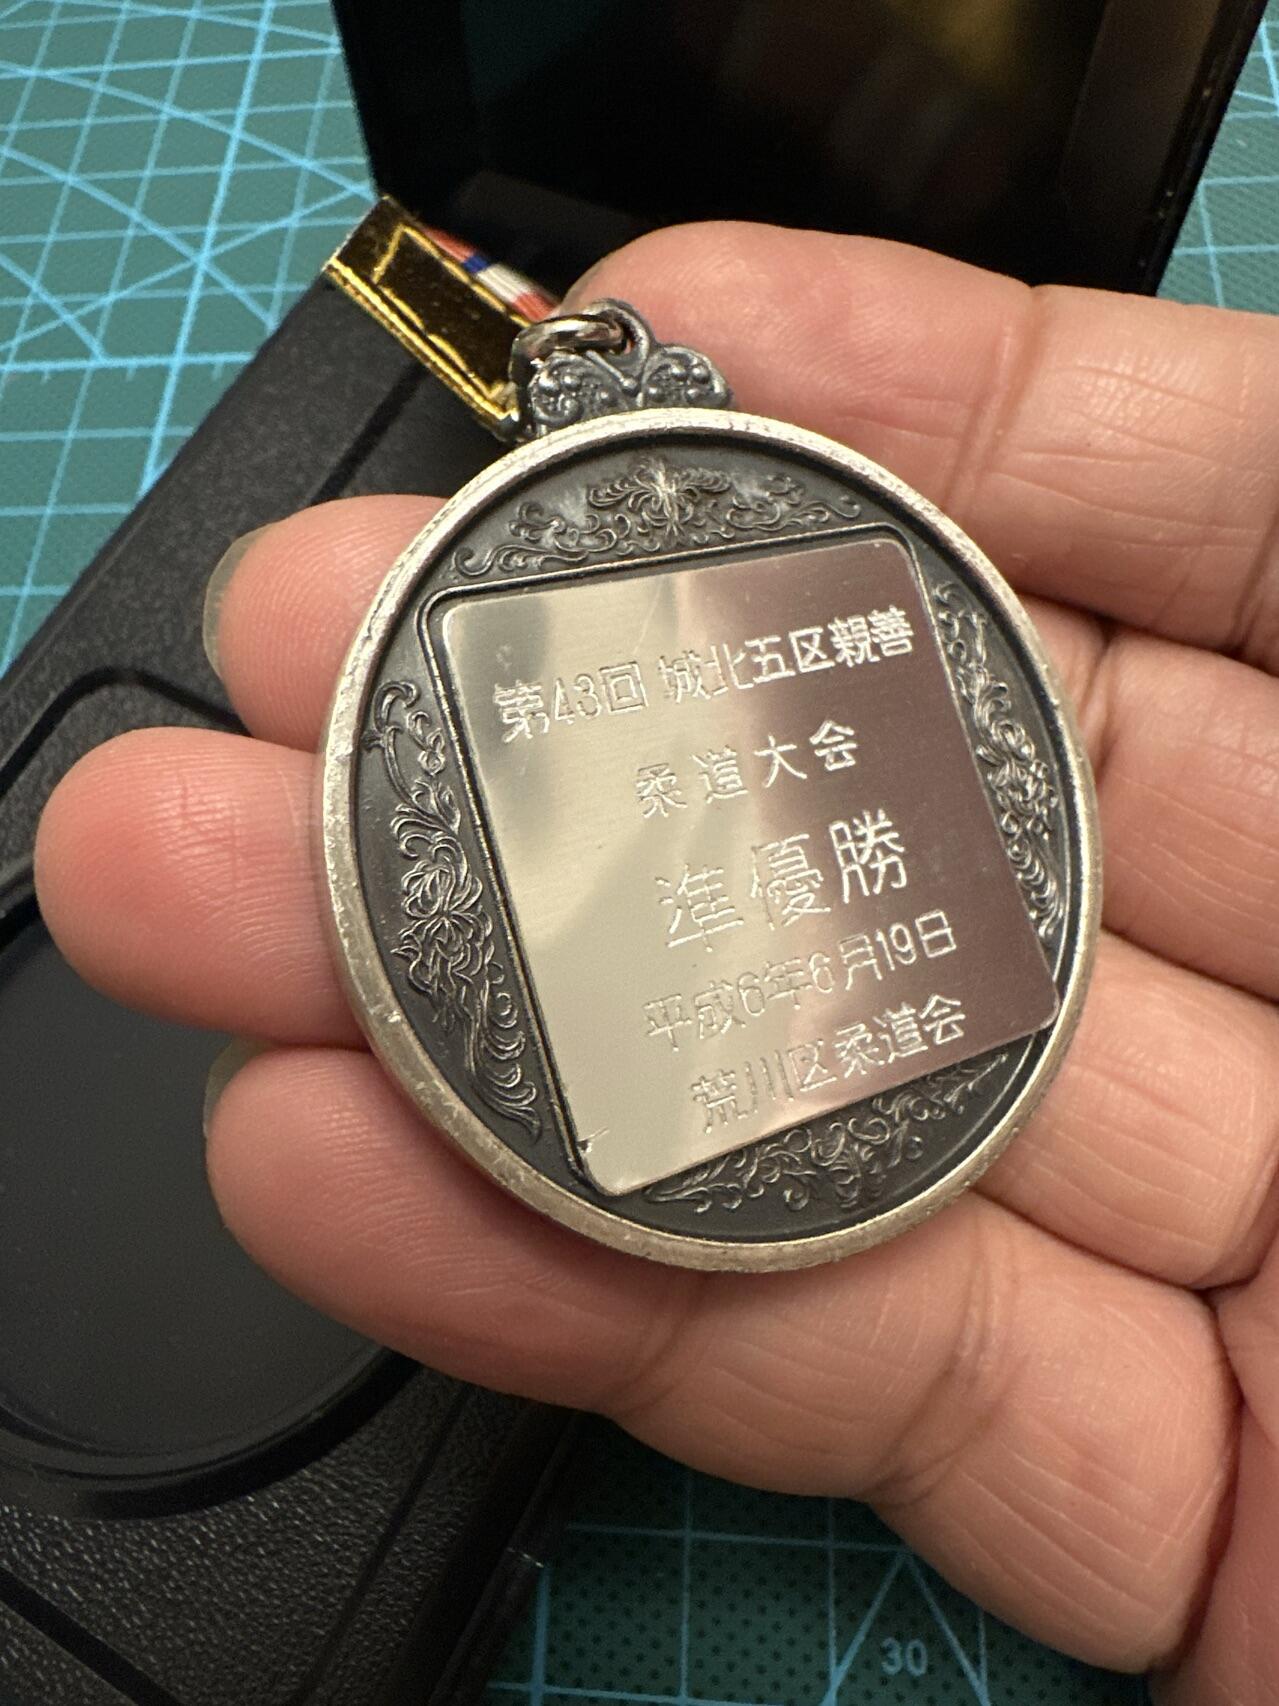 第43回 城北五区親善
柔道大会
準優勝
平成6年6月19日
荒川区柔道会
30